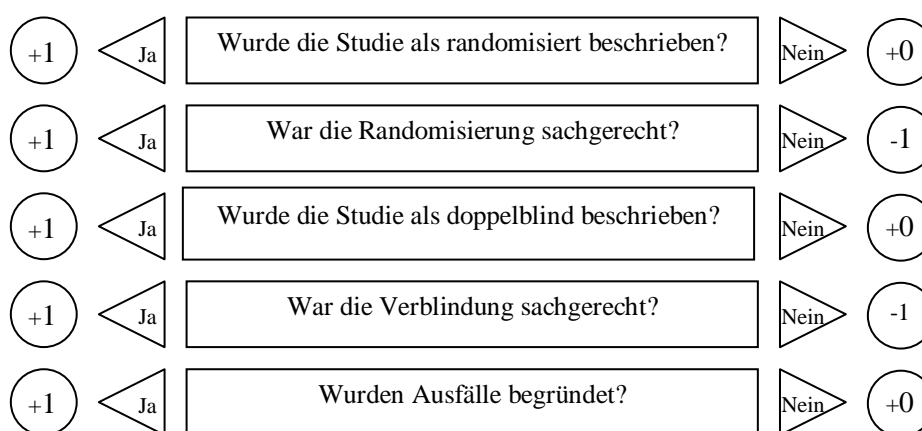 +1 Ja Wurde die Studie als randomisiert beschrieben? Nein +0
+1 Ja War die Randomisierung sachgerecht? Nein -1
+1 Ja Wurde die Studie als doppelblind beschrieben? Nein +0
+1 Ja War die Verblindung sachgerecht? Nein -1
+1 Ja Wurden Ausfälle begründet? Nein +0